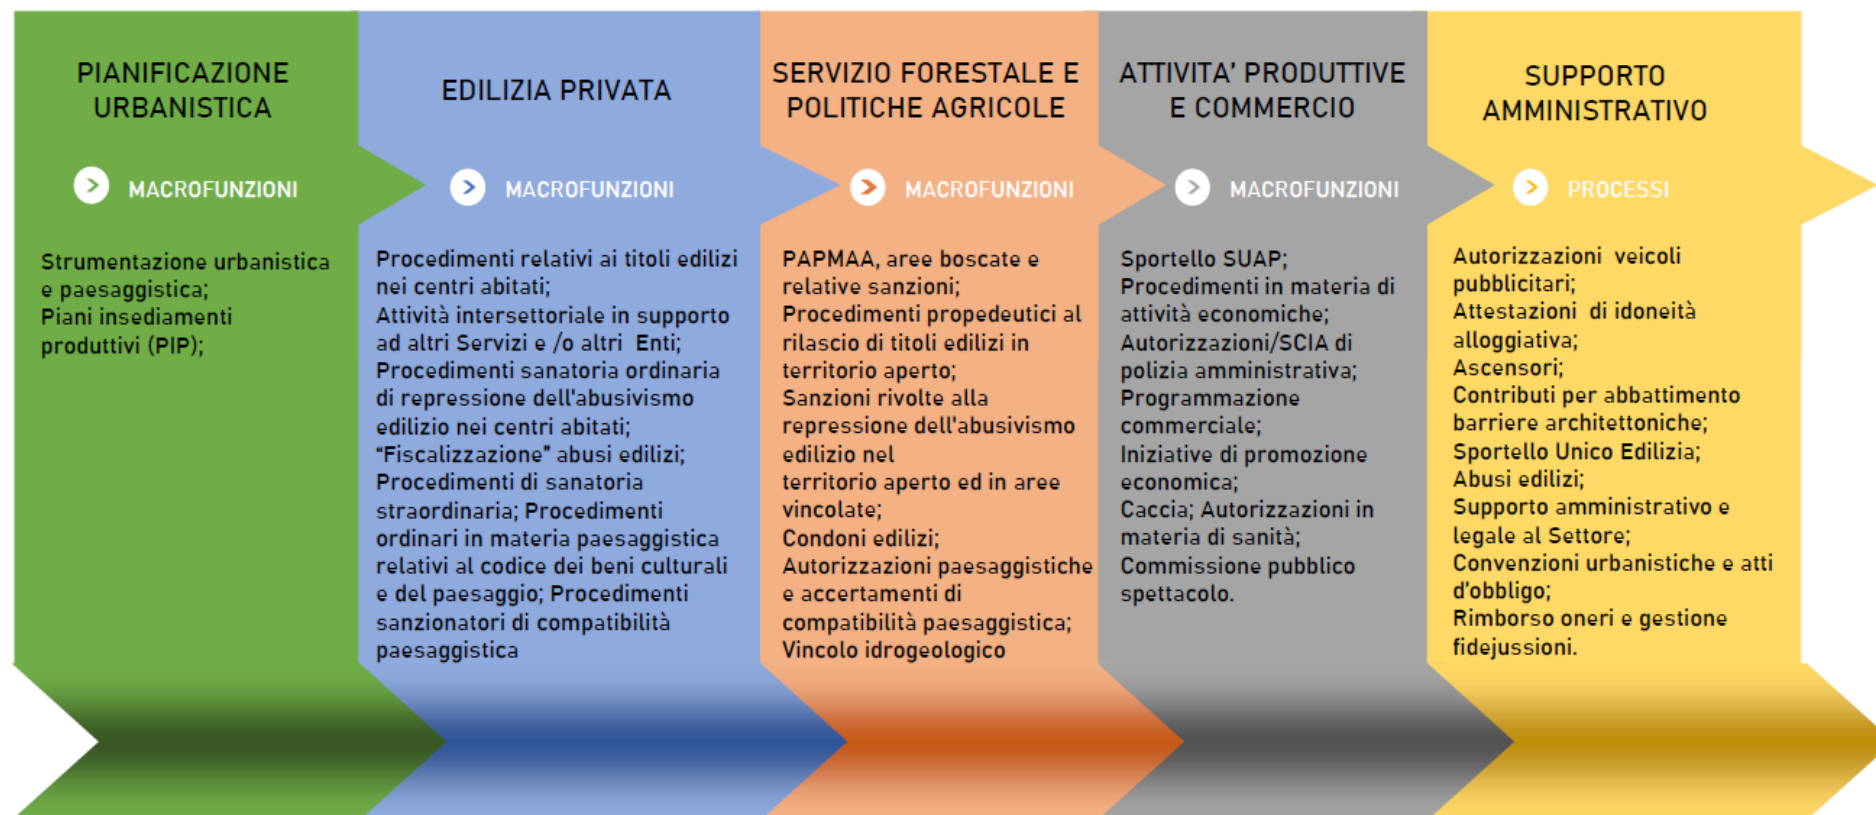 PIANIFICAZIONE
URBANISTICA
MACROFUNZIONI
Strumentazione urbanistica
e paesaggistica;
Piani insediamenti
produttivi (PIP);
EDILIZIA PRIVATA
MACROFUNZIONI
Procedimenti relativi ai titoli edilizi
nei centri abitati;
Attività intersettoriale in supporto
ad altri Servizi e /o altri Enti;
Procedimenti sanatoria ordinaria
di repressione dell'abusivismo
edilizio nei centri abitati;
"Fiscalizzazione" abusi edilizi;
Procedimenti di sanatoria
straordinaria; Procedimenti
ordinari in materia paesaggistica
relativi al codice dei beni culturali
e del paesaggio; Procedimenti
sanzionatori di compatibilità
paesaggistica
SERVIZIO FORESTALE E
POLITICHE AGRICOLE
MACROFUNZIONI
PAPMAA, aree boscate e
relative sanzioni;
Procedimenti propedeutici al
rilascio di titoli edilizi in
territorio aperto;
Sanzioni rivolte alla
repressione dell'abusivismo
edilizio nel
territorio aperto ed in aree
vincolate;
Condoni edilizi;
Autorizzazioni paesaggistiche
e accertamenti di
compatibilità paesaggistica;
Vincolo idrogeologico
ATTIVITA' PRODUTTIVE
E COMMERCIO
MACROFUNZIONI
Sportello SUAP;
Procedimenti in materia di
attività economiche;
Autorizzazioni/SCIA di
polizia amministrativa;
Programmazione
commerciale;
Iniziative di promozione
economica;
Caccia; Autorizzazioni in
materia di sanità;
Commissione pubblico
spettacolo.
SUPPORTO
AMMINISTRATIVO
PROCESSI
Autorizzazioni veicoli
pubblicitari;
Attestazioni di idoneità
alloggiativa;
Ascensori;
Contributi per abbattimento
barriere architettoniche;
Sportello Unico Edilizia;
Abusi edilizi;
Supporto amministrativo e
legale al Settore;
Convenzioni urbanistiche e atti
d'obbligo;
Rimborso oneri e gestione
fidejussioni.